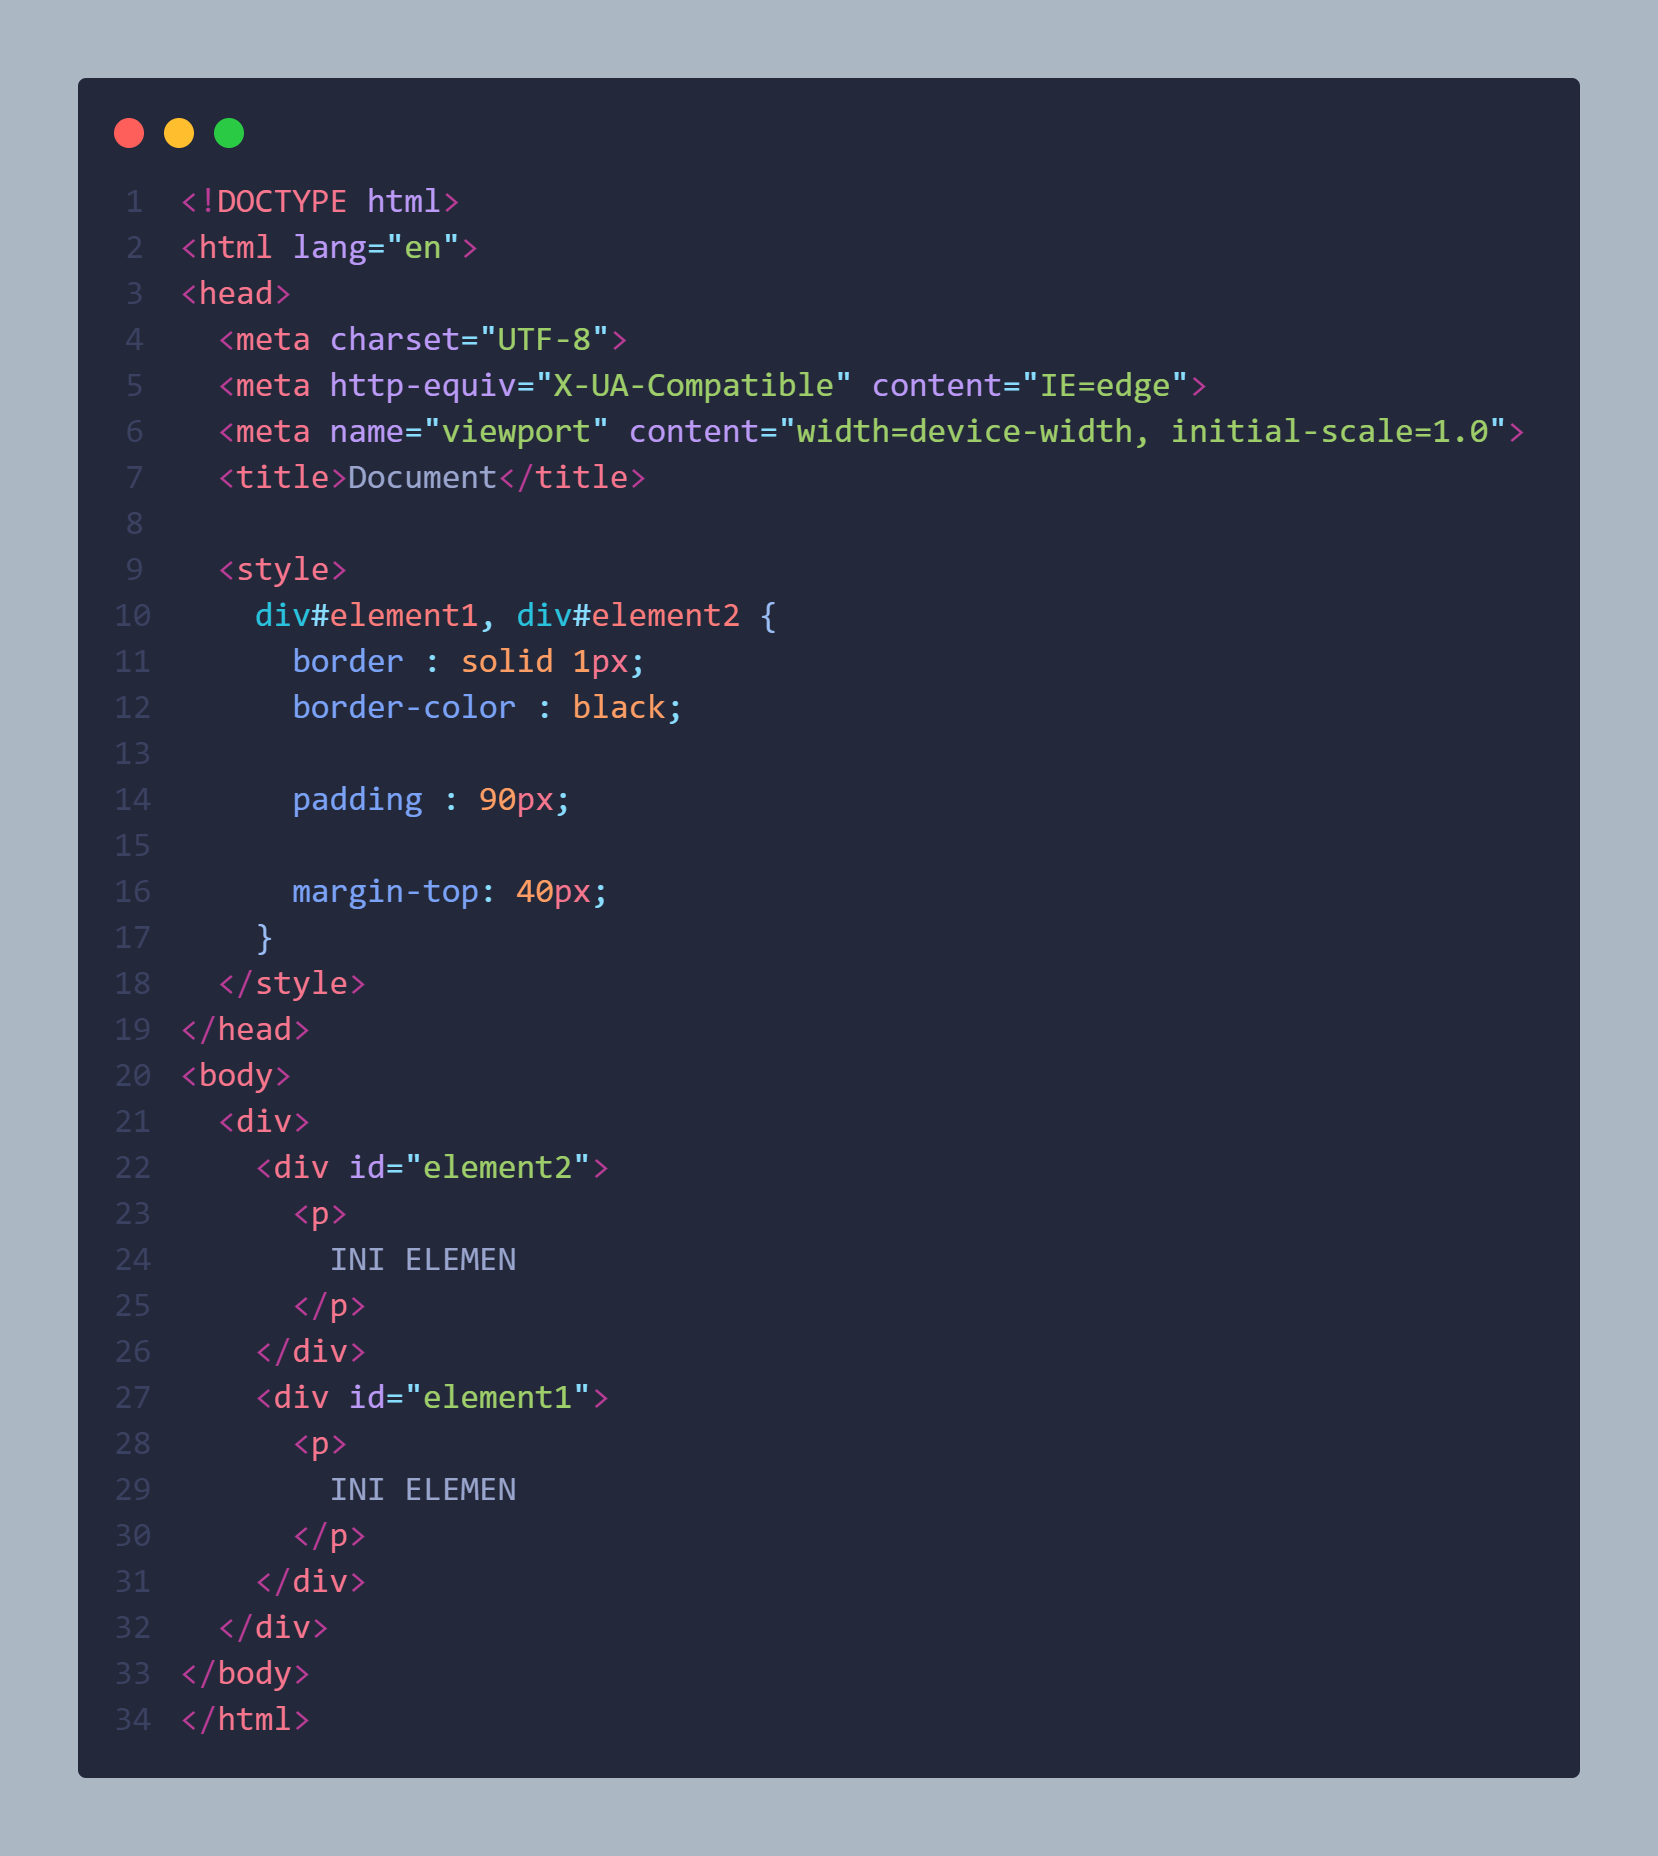 1 <!DOCTYPE html>
2 <html lang="en">
3 <head>
4   <meta charset="UTF-8">
5   <meta http-equiv="X-UA-Compatible" content="IE=edge">
6   <meta name="viewport" content="width=device-width, initial-scale=1.0">
7   <title>Document</title>
8
9   <style>
10     div#element1, div#element2 {
11       border : solid 1px;
12       border-color : black;
13
14       padding : 90px;
15
16       margin-top: 40px;
17     }
18   </style>
19 </head>
20 <body>
21   <div>
22     <div id="element2">
23       <p>
24         INI ELEMEN
25       </p>
26     </div>
27     <div id="element1">
28       <p>
29         INI ELEMEN
30       </p>
31     </div>
32   </div>
33 </body>
34 </html>